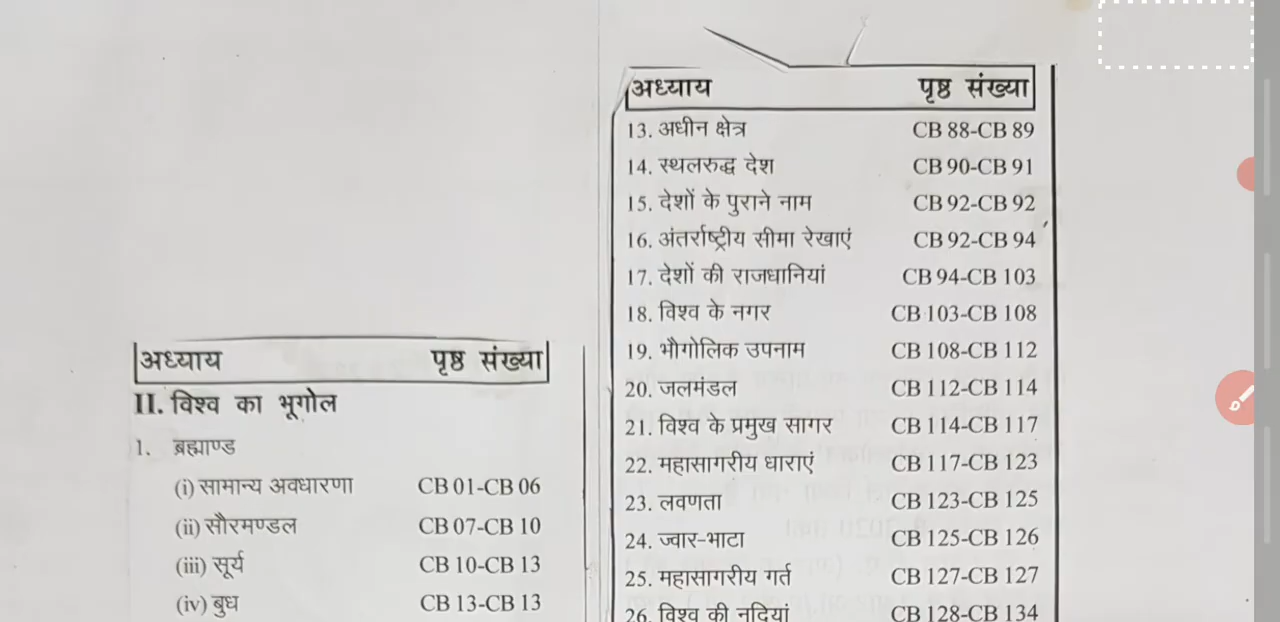 अध्याय पृष्ठ संख्या
II. विश्व का भूगोल
1. ब्रह्माण्ड
(i) सामान्य अवधारणा CB 01-CB 06
(ii) सौरमण्डल CB 07-CB 10
(iii) सूर्य CB 10-CB 13
(iv) बुध CB 13-CB 13
अध्याय पृष्ठ संख्या
13. अधीन क्षेत्र CB 88-CB 89
14. स्थलरुद्ध देश CB 90-CB 91
15. देशों के पुराने नाम CB 92-CB 92
16. अंतर्राष्ट्रीय सीमा रेखाएं CB 92-CB 94
17. देशों की राजधानियां CB 94-CB 103
18. विश्व के नगर CB 103-CB 108
19. भौगोलिक उपनाम CB 108-CB 112
20. जलमंडल CB 112-CB 114
21. विश्व के प्रमुख सागर CB 114-CB 117
22. महासागरीय धाराएं CB 117-CB 123
23. लवणता CB 123-CB 125
24. ज्वार-भाटा CB 125-CB 126
25. महासागरीय गर्त CB 127-CB 127
26. विश्व की नदियां CB 128-CB 134